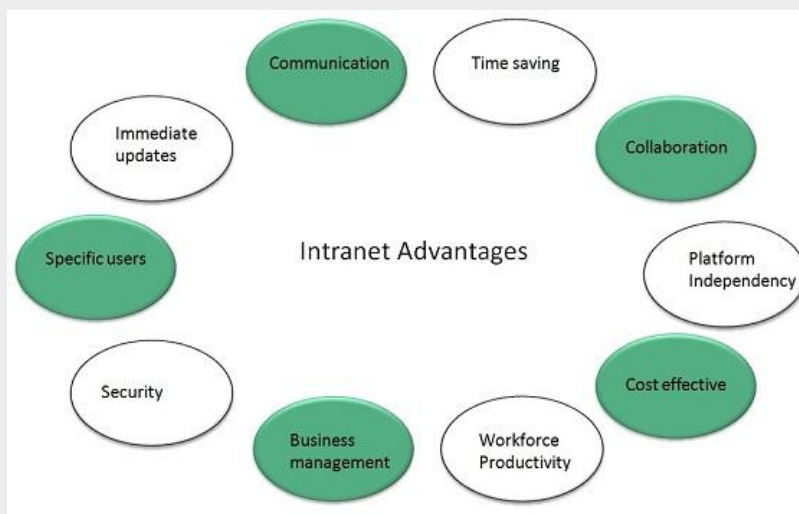 Communication
Time saving
Immediate
updates
Collaboration
Specific users
Intranet Advantages
Platform
Independency
Security
Cost effective
Business
management
Workforce
Productivity